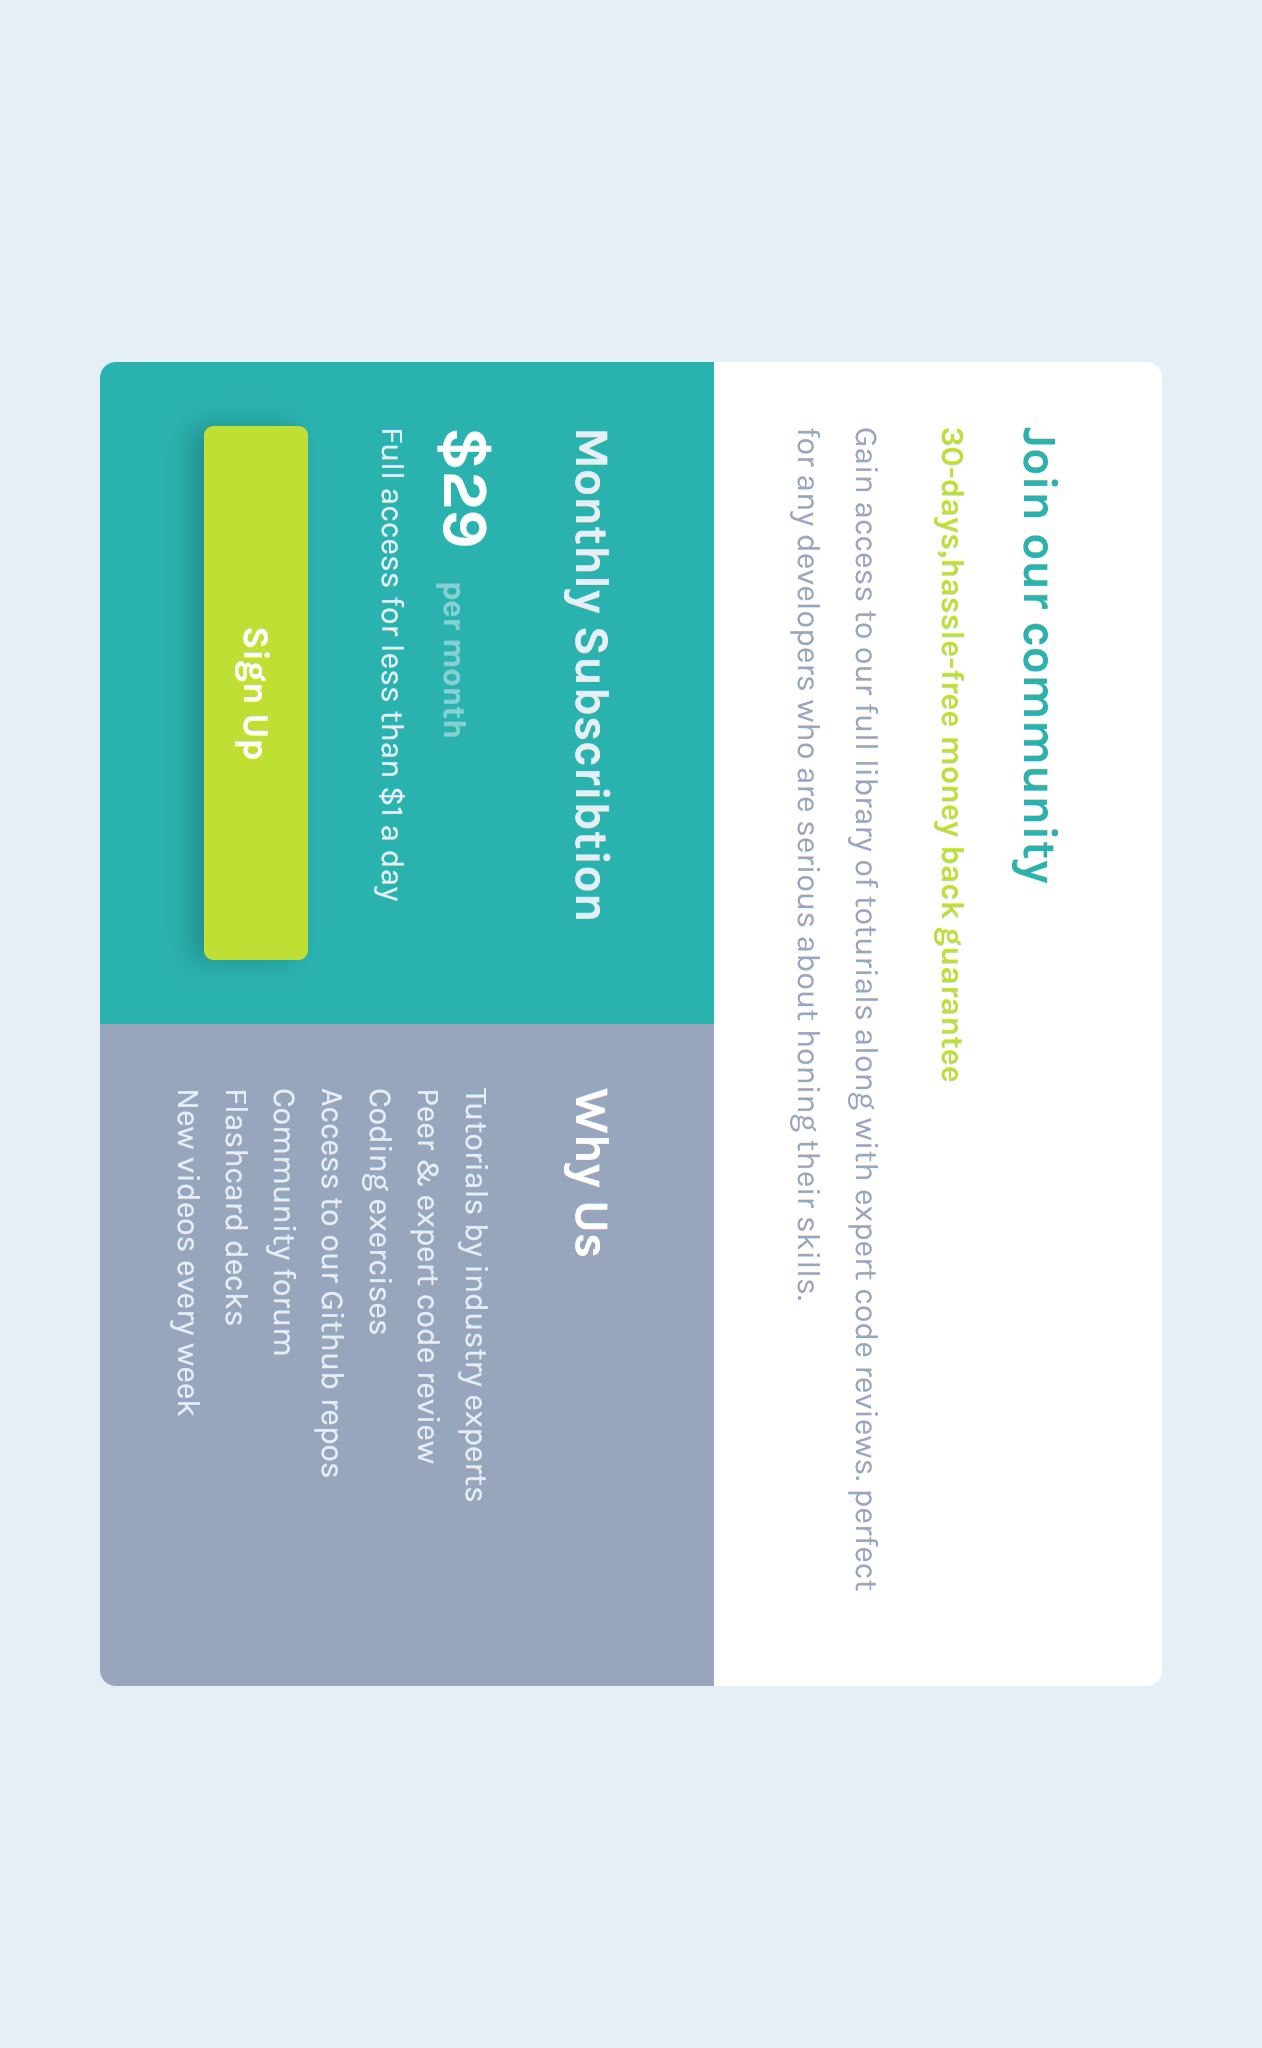 Join our community
30-days,hassle-free money back guarantee
Gain access to our full library of toturials along with expert code reviews. perfect
for any developers who are serious about honing their skills.
Monthly Subscribtion
$29 per month
Full access for less than $1 a day
Sign Up
Why Us
Tutorials by industry experts
Peer & expert code review
Coding exercises
Access to our Github repos
Community forum
Flashcard decks
New videos every week